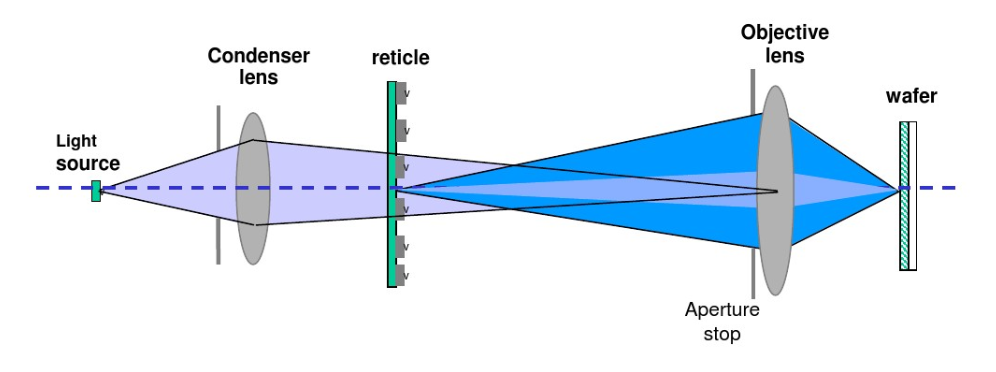 Condenser
lens
reticle
Objective
lens
wafer
Light
source
v
v
v
v
v
v
Aperture
stop